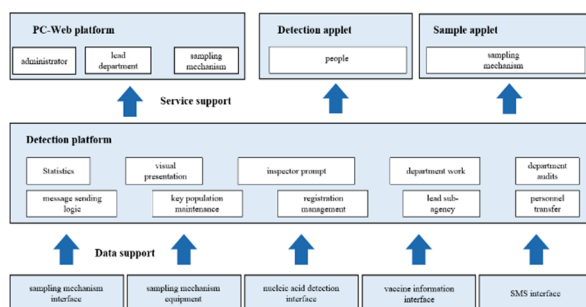 PC-Web platform
Detection applet
Sample applet
administrator
lead
department
sampling
mechanism
people
sampling
mechanism
Service support
Detection platform
Statistics
visual
presentation
inspector prompt
department work
department
audits
message sending
logic
key population
maintenance
registration
management
lead sub-
agency
personnel
transfer
Data support
sampling mechanism
interface
sampling mechanism
equipment
nucleic acid detection
interface
vaccine information
interface
SMS interface